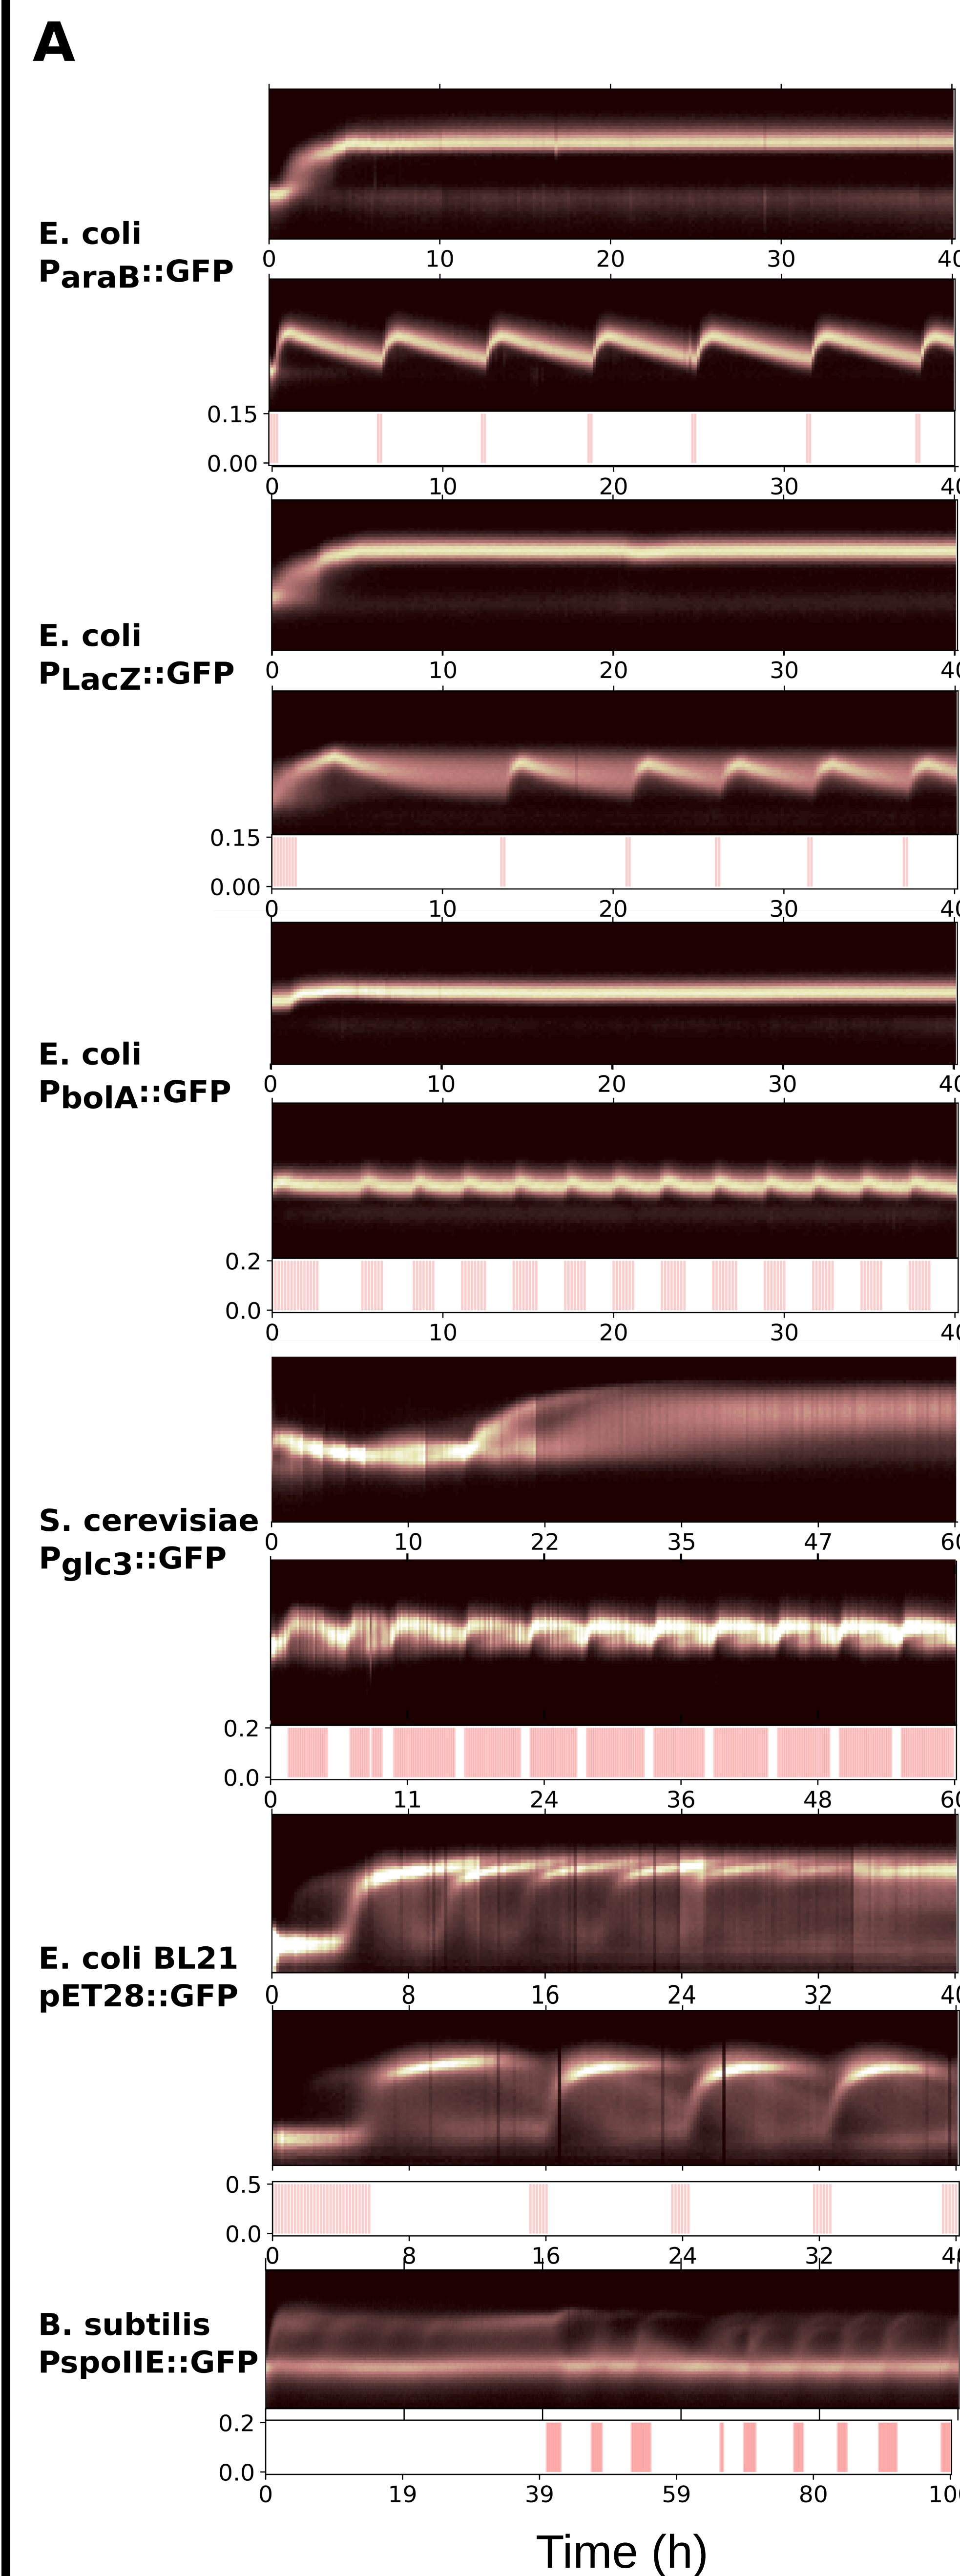 A
0 10 20 30 40
E. coli
ParaB::GFP
0.15
0.00
0 10 20 30 40
0 10 20 30 40
E. coli
PLacZ::GFP
0.15
0.00
0 10 20 30 40
E. coli
PbolA::GFP
0 10 20 30 40
0.2
0.0
0 10 20 30 40
S. cerevisiae
Pglc3::GFP
0 10 22 35 47 60
0.2
0.0
0 11 24 36 48 60
E. coli BL21
pET28::GFP
0 8 16 24 32 40
0.5
0.0
0 8 16 24 32 40
B. subtilis
PspoIIE::GFP
0.2
0.0
0 19 39 59 80 100
Time (h)